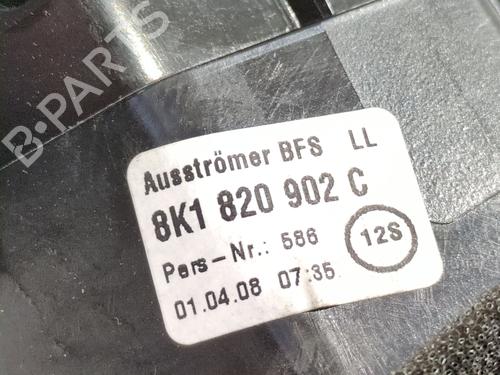 B-PARTS
Ausströmer BFS LL
8K1 820 902 C
Pers-Nr.: 586
12S
01.04.08 07:35